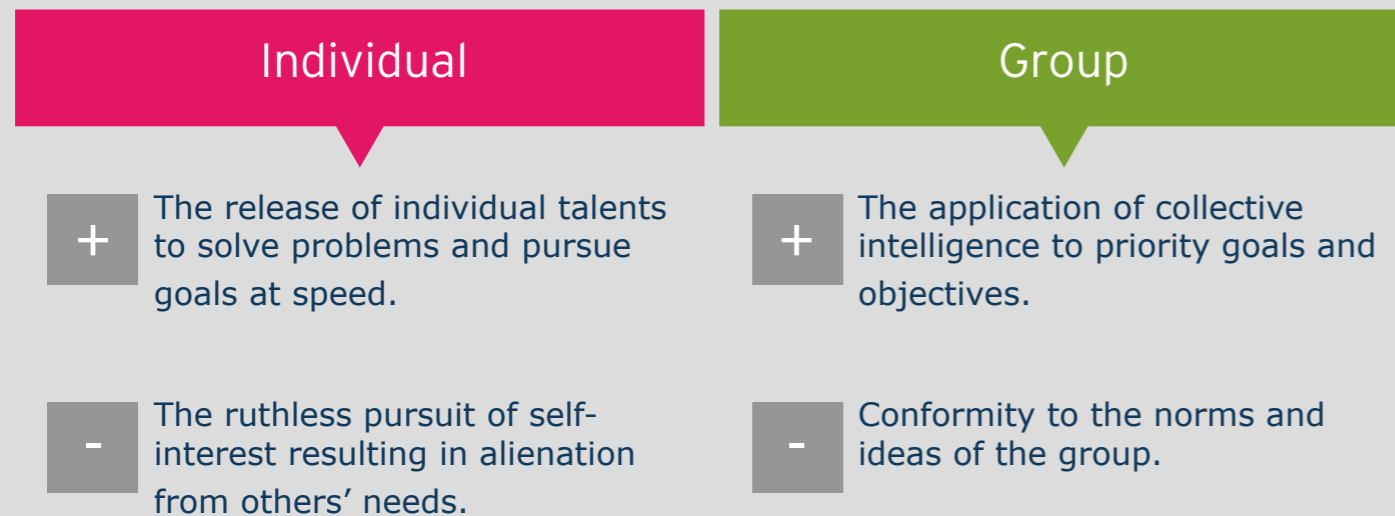 Individual
+
The release of individual talents
to solve problems and pursue
goals at speed.
-
The ruthless pursuit of self-
interest resulting in alienation
from others’ needs.
Group
+
The application of collective
intelligence to priority goals and
objectives.
-
Conformity to the norms and
ideas of the group.